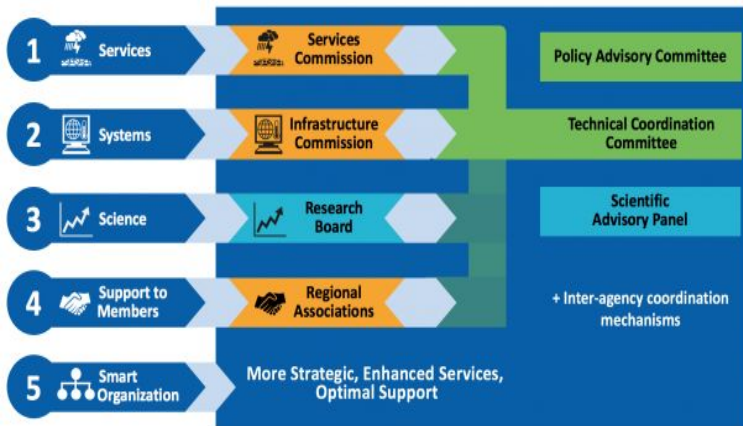 1
Services
Services
Commission
Policy Advisory Committee
2
Systems
Infrastructure
Commission
Technical Coordination
Committee
3
Science
Research
Board
Scientific
Advisory Panel
4
Support to
Members
Regional
Associations
+ Inter-agency coordination
mechanisms
5
Smart
Organization
More Strategic, Enhanced Services,
Optimal Support